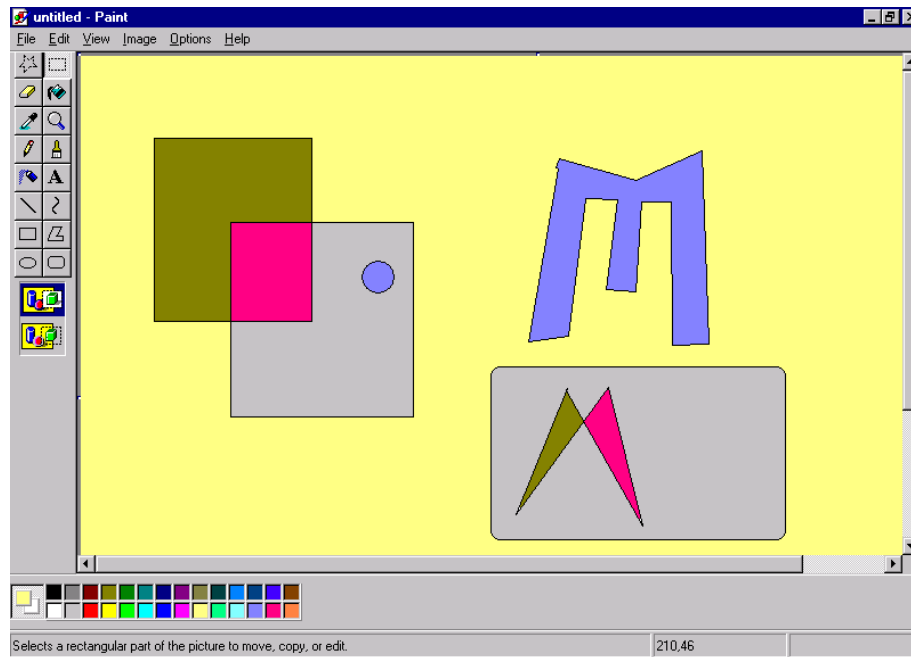 untitled - Paint
File Edit View Image Options Help
A
Selects a rectangular part of the picture to move, copy, or edit.
210,46